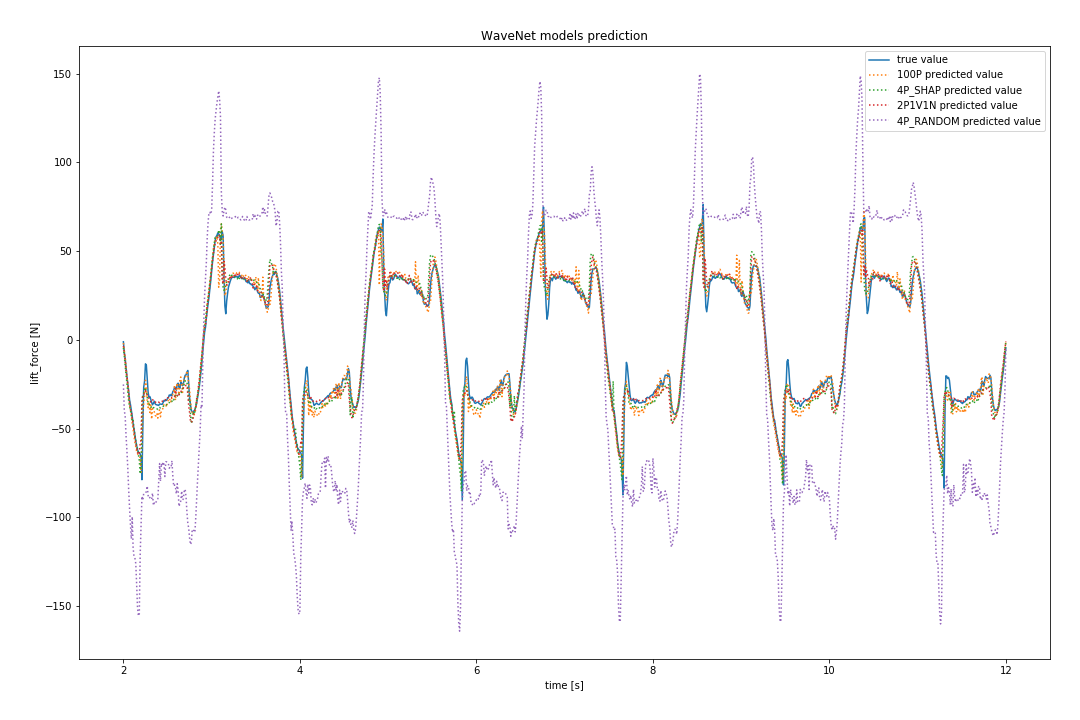 WaveNet models prediction
true value
100P predicted value
4P_SHAP predicted value
2P1V1N predicted value
4P_RANDOM predicted value
150
100
50
0
−50
−100
−150
lift_force [N]
2
4
6
8
10
12
time [s]